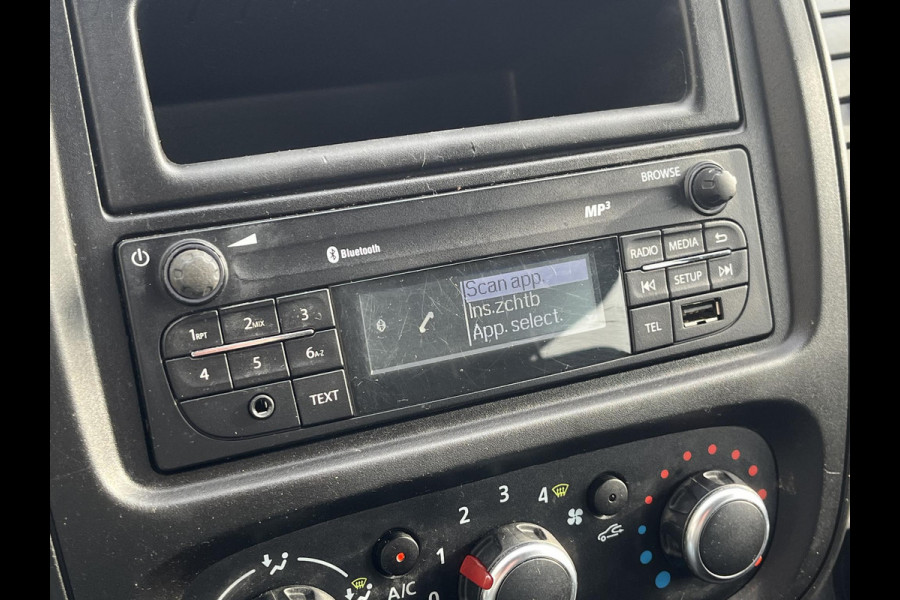 BROWSE
MP3
Bluetooth
RADIO MEDIA
SETUP
TEL
Scan app.
Ins.zchtb
App. select.
1RPT 2MIX 3
4 5 6A-Z
TEXT
0 1 2 3 4
A/C